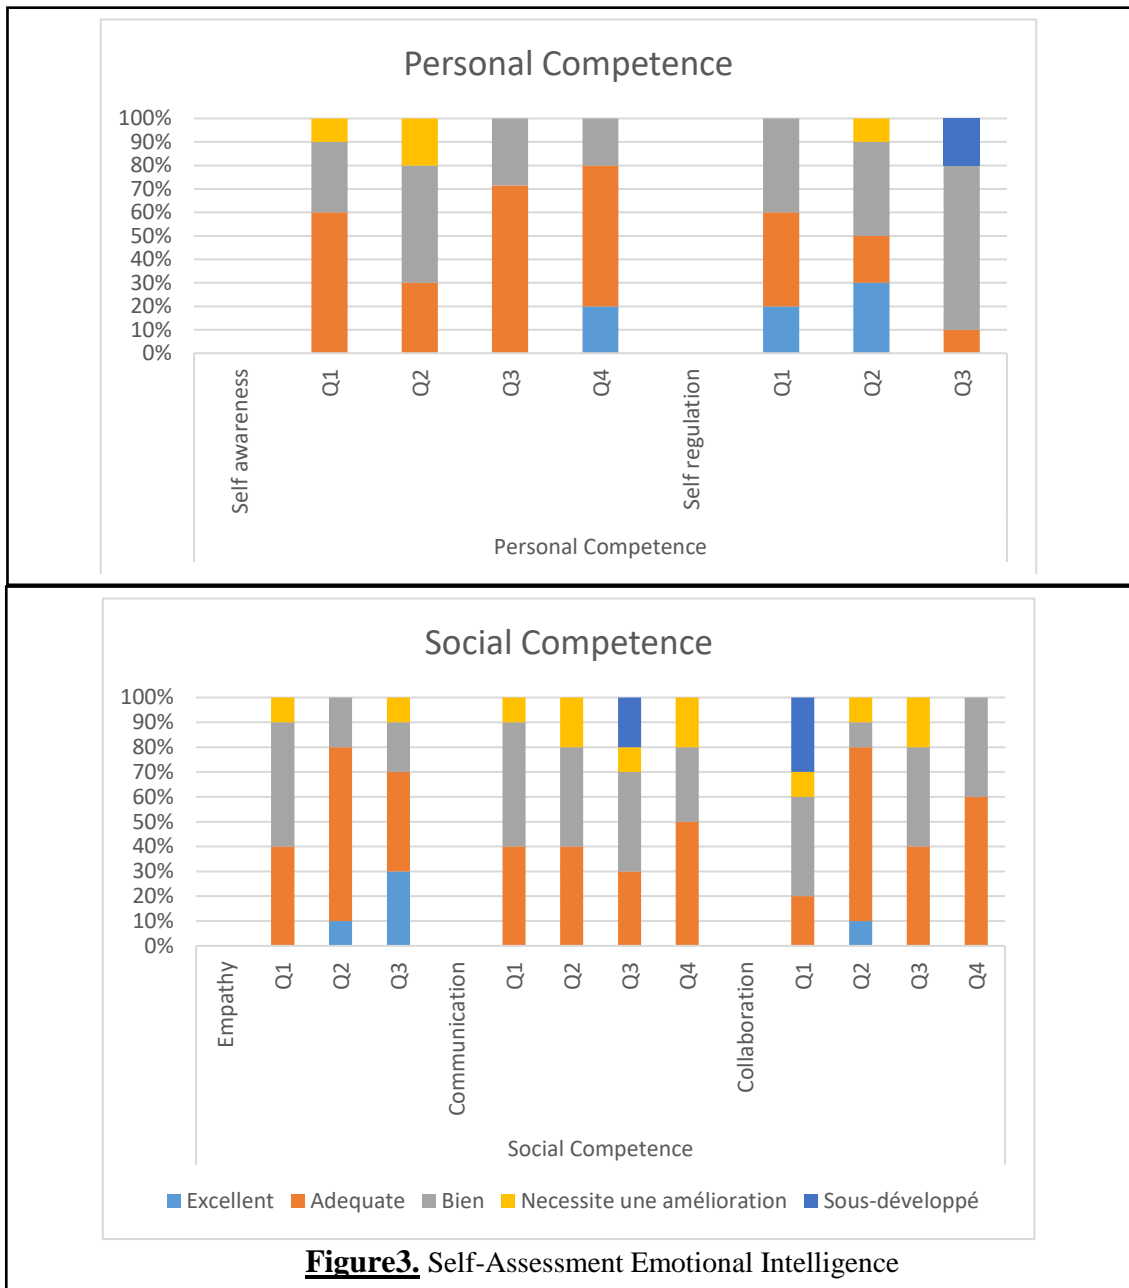 Personal Competence
100%
90%
80%
70%
60%
50%
40%
30%
20%
10%
0%
Self awareness
Q1
Q2
Q3
Q4
Self regulation
Q1
Q2
Q3
Personal Competence
Social Competence
100%
90%
80%
70%
60%
50%
40%
30%
20%
10%
0%
Empathy
Q1
Q2
Q3
Communication
Q1
Q2
Q3
Q4
Collaboration
Q1
Q2
Q3
Q4
Social Competence
Excellent Adequate Bien Necessite une amélioration Sous-développé
Figure3. Self-Assessment Emotional Intelligence